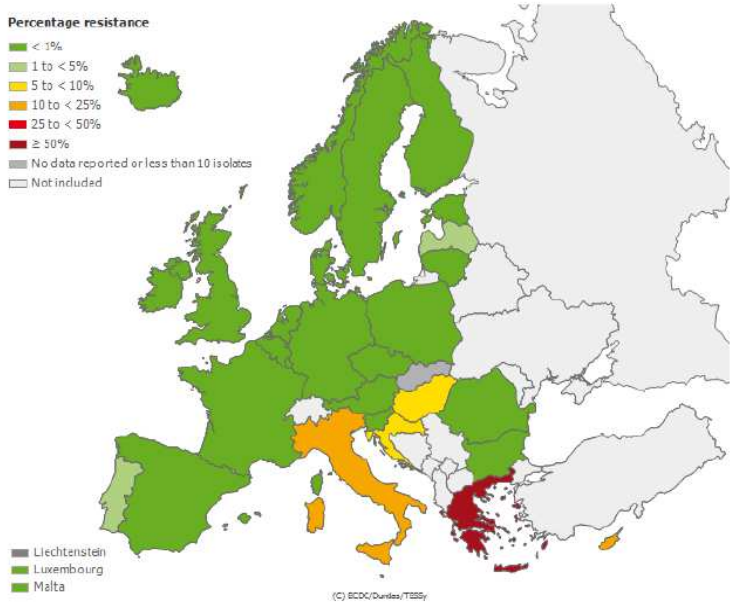 Percentage resistance
< 1%
1 to < 5%
5 to < 10%
10 to < 25%
25 to < 50%
≥ 50%
No data reported or less than 10 isolates
Not included
Liechtenstein
Luxembourg
Malta
(C) ECDC/Dundas/TESSy